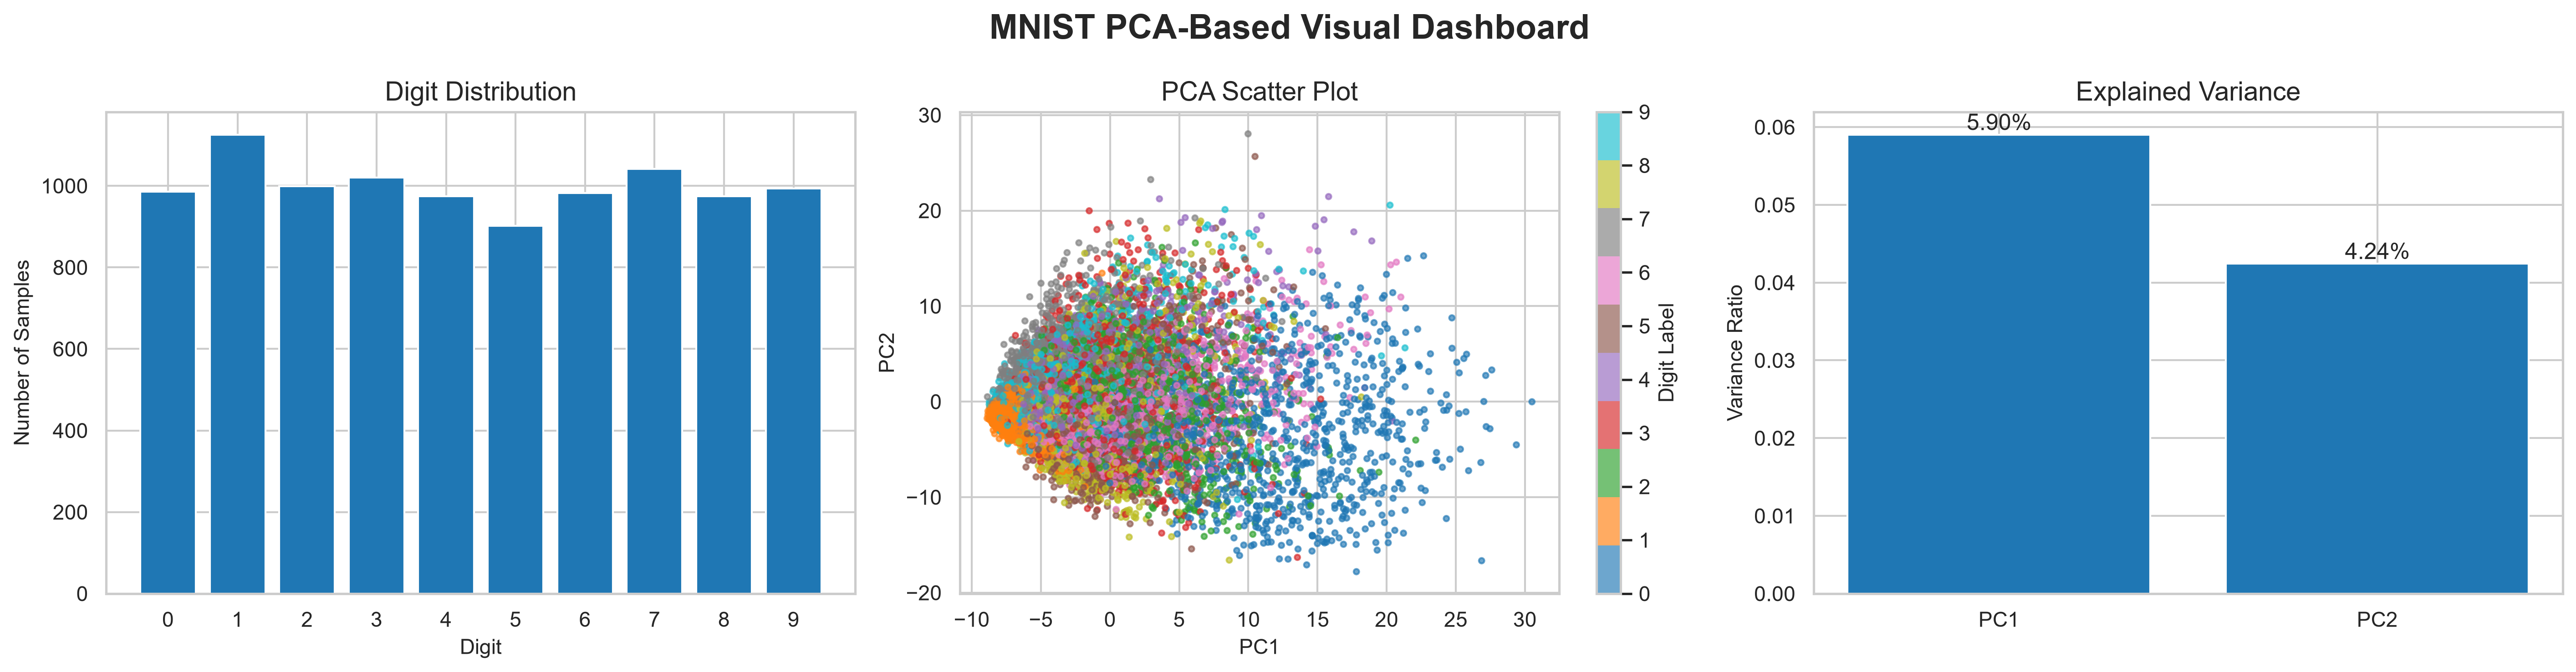 MNIST PCA-Based Visual Dashboard
Digit Distribution
Number of Samples
1000
800
600
400
200
0
0 1 2 3 4 5 6 7 8 9
Digit
PCA Scatter Plot
PC2
30
20
10
0
−10
−20
−10 −5 0 5 10 15 20 25 30
PC1
9
8
7
6
5
4
3
2
1
0
Digit Label
Explained Variance
Variance Ratio
0.06
0.05
0.04
0.03
0.02
0.01
0.00
5.90%
4.24%
PC1 PC2